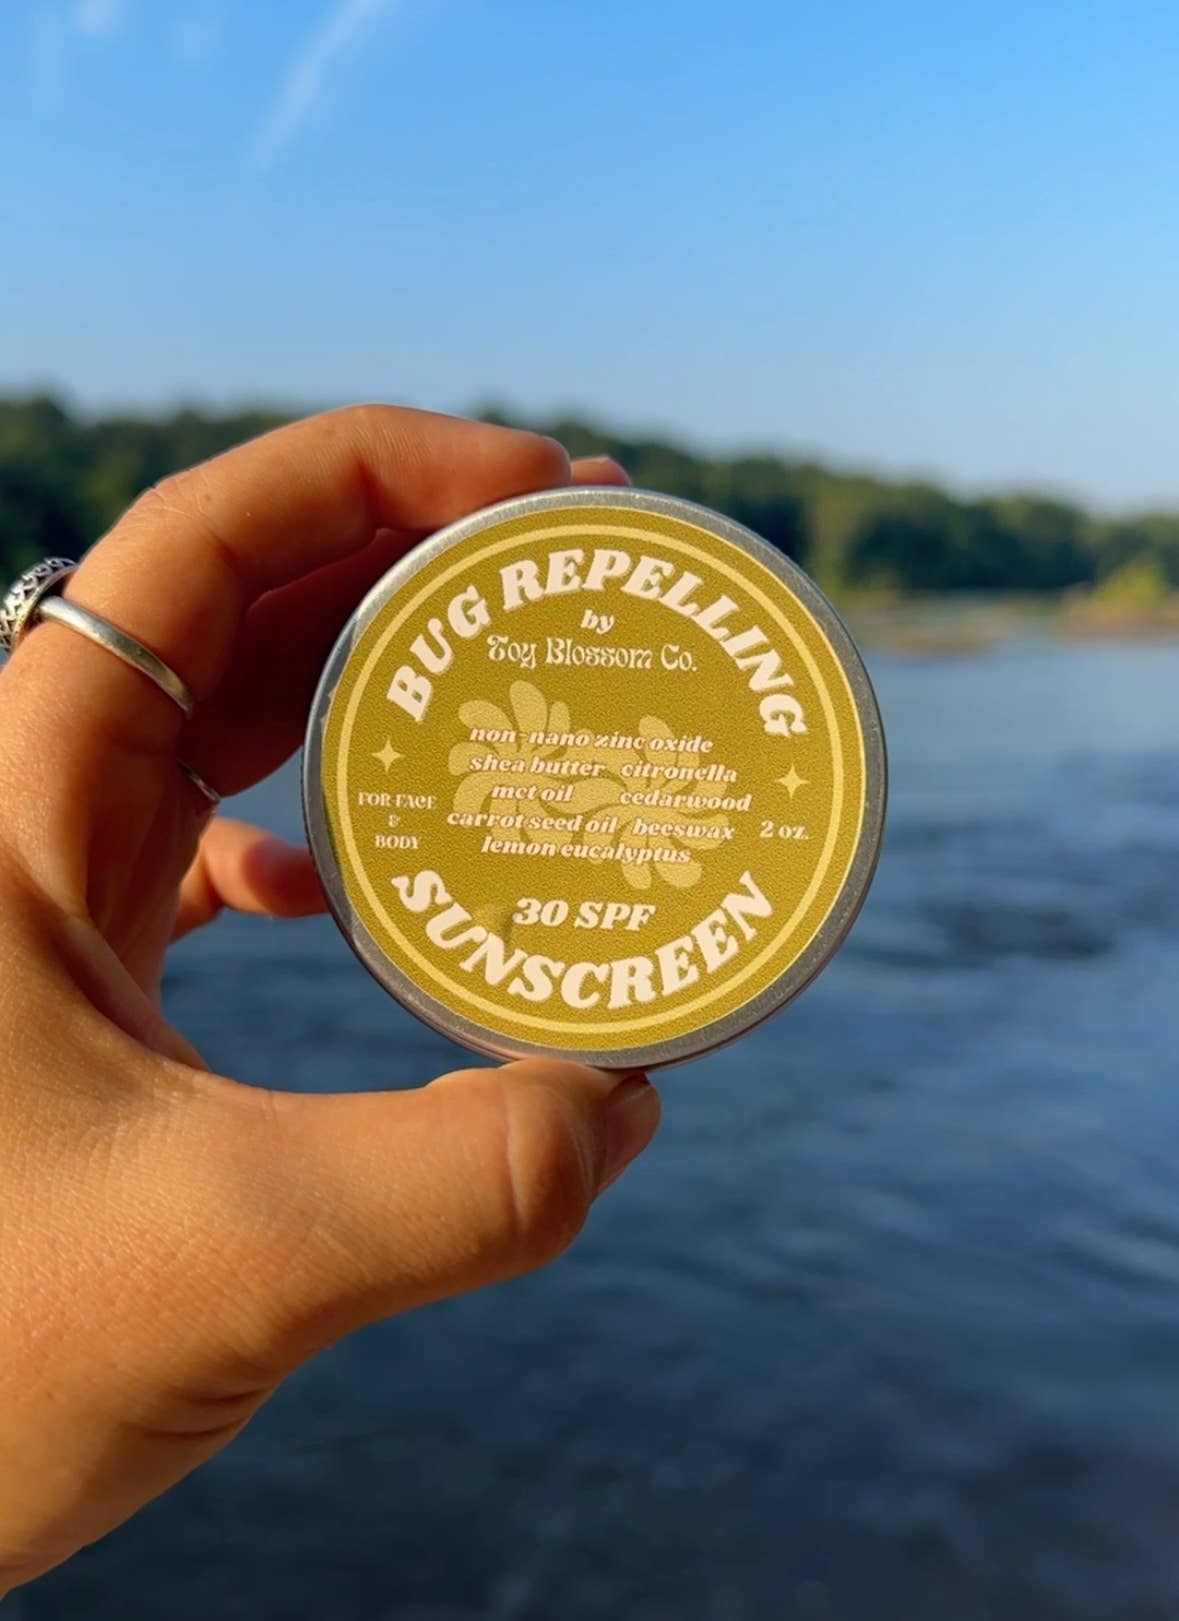 BUG REPELLING
by
Toy Blossom Co.
non-nano zinc oxide
shea butter citronella
mct oil cedarwood
carrot seed oil beeswax
lemon eucalyptus
FOR FACE
&
BODY
2 oz.
30 SPF
SUNSCREEN